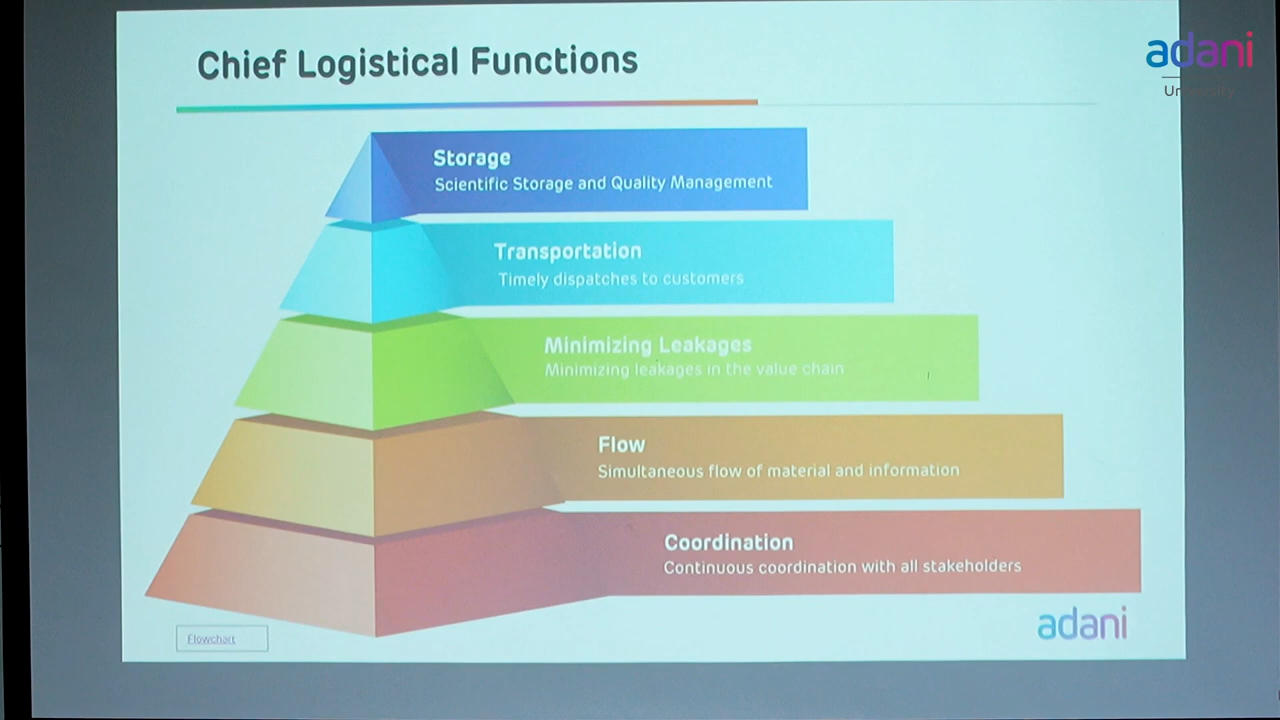 Chief Logistical Functions
adani
University
Storage
Scientific Storage and Quality Management
Transportation
Timely dispatches to customers
Minimizing Leakages
Minimizing leakages in the value chain
Flow
Simultaneous flow of material and information
Coordination
Continuous coordination with all stakeholders
Flowchart
adani